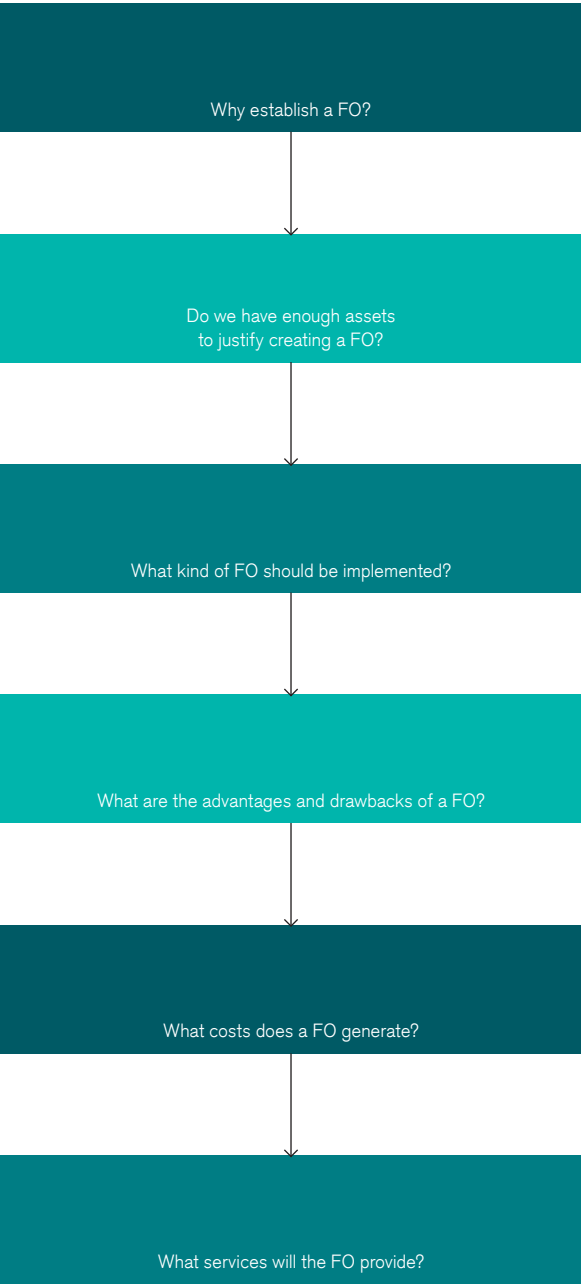 Why establish a FO?
Do we have enough assets
to justify creating a FO?
What kind of FO should be implemented?
What are the advantages and drawbacks of a FO?
What costs does a FO generate?
What services will the FO provide?